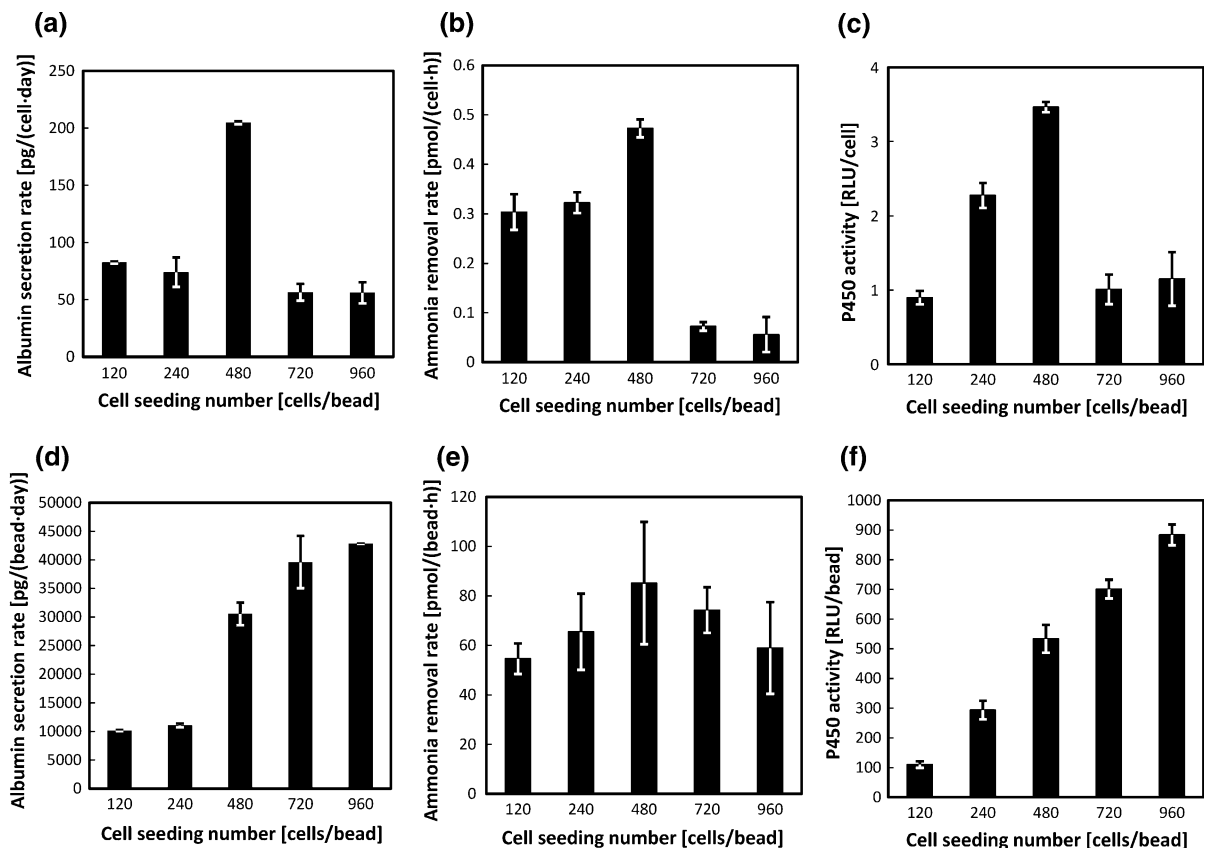 (a)
Albumin secretion rate [pg/(cell·day)]
250
200
150
100
50
0
120 240 480 720 960
Cell seeding number [cells/bead]
(b)
Ammonia removal rate [pmol/(cell·h)]
0.6
0.5
0.4
0.3
0.2
0.1
0
120 240 480 720 960
Cell seeding number [cells/bead]
(c)
P450 activity [RLU/cell]
4
3
2
1
0
120 240 480 720 960
Cell seeding number [cells/bead]
(d)
Albumin secretion rate [pg/(bead·day)]
50000
45000
40000
35000
30000
25000
20000
15000
10000
5000
0
120 240 480 720 960
Cell seeding number [cells/bead]
(e)
Ammonia removal rate [pmol/(bead·h)]
120
100
80
60
40
20
0
120 240 480 720 960
Cell seeding number [cells/bead]
(f)
P450 activity [RLU/bead]
1000
900
800
700
600
500
400
300
200
100
0
120 240 480 720 960
Cell seeding number [cells/bead]